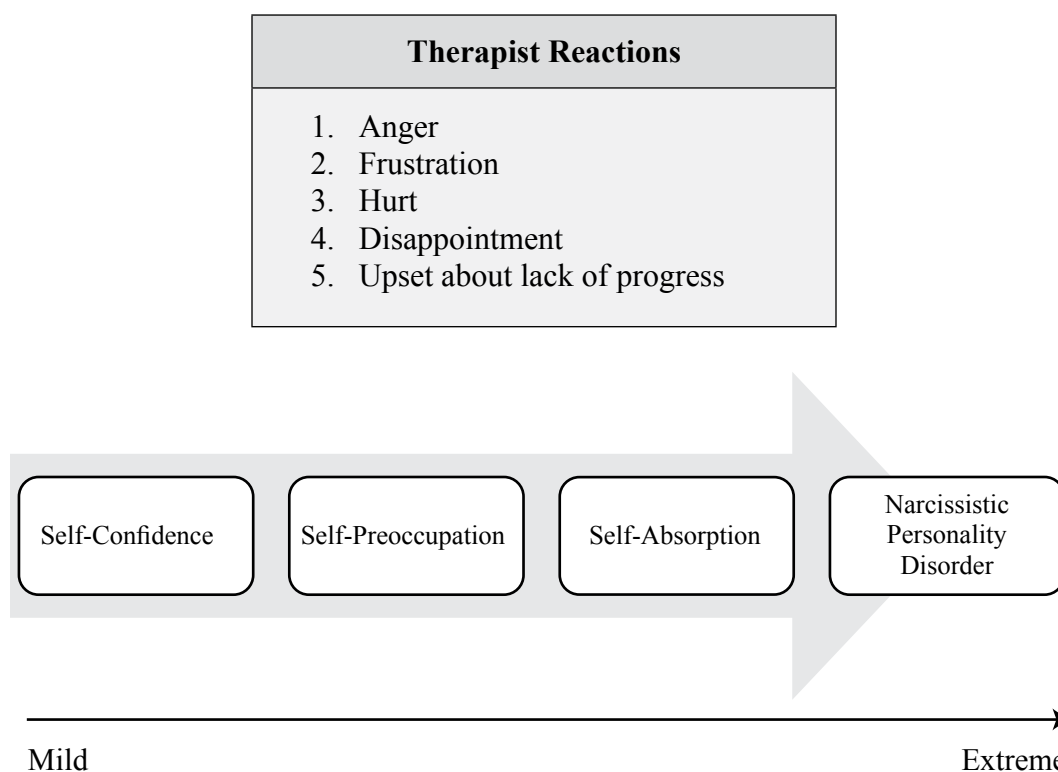 Therapist Reactions
1. Anger
2. Frustration
3. Hurt
4. Disappointment
5. Upset about lack of progress
Self-Confidence
Self-Preoccupation
Self-Absorption
Narcissistic
Personality
Disorder
Mild
Extreme